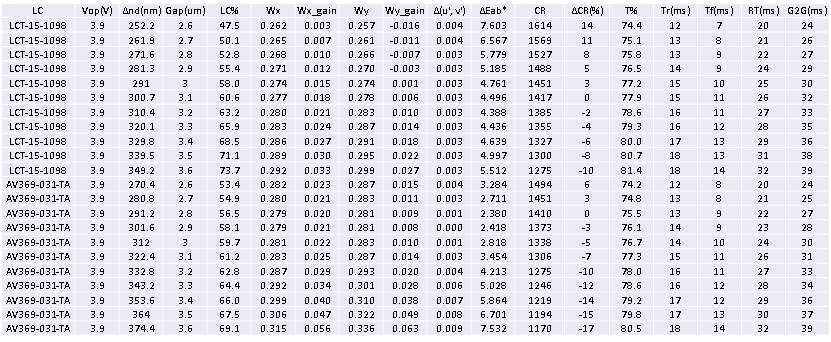 LC Vop(V) Δnd(nm) Gap(um) LC% Wx Wx_gain Wy Wy_gain Δ(u', v') ΔEab* CR ΔCR(%) T% Tr(ms) Tf(ms) RT(ms) G2G(ms)
LCT-15-1098 3.9 252.2 2.6 47.5 0.262 0.003 0.257 -0.016 0.004 7.603 1614 14 74.4 12 7 20 24
LCT-15-1098 3.9 261.9 2.7 50.1 0.265 0.007 0.261 -0.011 0.004 6.567 1569 11 75.1 13 8 21 26
LCT-15-1098 3.9 271.6 2.8 52.8 0.268 0.010 0.266 -0.007 0.003 5.779 1527 8 75.8 13 9 22 27
LCT-15-1098 3.9 281.3 2.9 55.4 0.271 0.012 0.270 -0.003 0.003 5.185 1488 5 76.5 14 9 24 29
LCT-15-1098 3.9 291 3 58.0 0.274 0.015 0.274 0.001 0.003 4.761 1451 3 77.2 15 10 25 30
LCT-15-1098 3.9 300.7 3.1 60.6 0.277 0.018 0.278 0.006 0.003 4.496 1417 0 77.9 15 11 26 32
LCT-15-1098 3.9 310.4 3.2 63.2 0.280 0.021 0.283 0.010 0.003 4.388 1385 -2 78.6 16 11 27 33
LCT-15-1098 3.9 320.1 3.3 65.9 0.283 0.024 0.287 0.014 0.003 4.436 1355 -4 79.3 16 12 28 35
LCT-15-1098 3.9 329.8 3.4 68.5 0.286 0.027 0.291 0.018 0.003 4.639 1327 -6 80.0 17 13 29 36
LCT-15-1098 3.9 339.5 3.5 71.1 0.289 0.030 0.295 0.022 0.003 4.997 1300 -8 80.7 18 13 31 38
LCT-15-1098 3.9 349.2 3.6 73.7 0.292 0.033 0.299 0.027 0.003 5.512 1275 -10 81.4 18 14 32 39
AV369-031-TA 3.9 270.4 2.6 53.4 0.282 0.023 0.287 0.015 0.004 3.284 1494 6 74.2 12 8 20 24
AV369-031-TA 3.9 280.8 2.7 54.9 0.280 0.021 0.283 0.011 0.003 2.711 1451 3 74.8 13 8 21 25
AV369-031-TA 3.9 291.2 2.8 56.5 0.279 0.020 0.281 0.009 0.001 2.380 1410 0 75.5 13 9 22 27
AV369-031-TA 3.9 301.6 2.9 58.1 0.279 0.021 0.281 0.008 0.000 2.418 1373 -3 76.1 14 9 23 28
AV369-031-TA 3.9 312 3 59.7 0.281 0.022 0.283 0.010 0.001 2.818 1338 -5 76.7 14 10 24 30
AV369-031-TA 3.9 322.4 3.1 61.2 0.283 0.025 0.287 0.014 0.003 3.454 1306 -7 77.3 15 11 26 31
AV369-031-TA 3.9 332.8 3.2 62.8 0.287 0.029 0.293 0.020 0.004 4.213 1275 -10 78.0 16 11 27 33
AV369-031-TA 3.9 343.2 3.3 64.4 0.292 0.034 0.301 0.028 0.006 5.028 1246 -12 78.6 16 12 28 34
AV369-031-TA 3.9 353.6 3.4 66.0 0.299 0.040 0.310 0.038 0.007 5.864 1219 -14 79.2 17 12 29 36
AV369-031-TA 3.9 364 3.5 67.5 0.306 0.047 0.322 0.049 0.008 6.701 1194 -15 79.8 17 13 30 37
AV369-031-TA 3.9 374.4 3.6 69.1 0.315 0.056 0.336 0.063 0.009 7.532 1170 -17 80.5 18 14 32 39